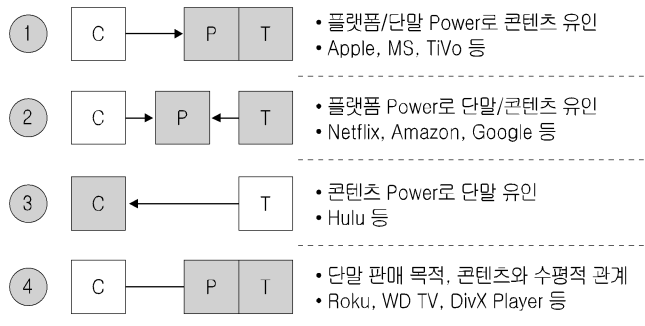 1 C P T • 플랫폼/단말 Power로 콘텐츠 유인
• Apple, MS, TiVo 등
2 C P T • 플랫폼 Power로 단말/콘텐츠 유인
• Netflix, Amazon, Google 등
3 C T • 콘텐츠 Power로 단말 유인
• Hulu 등
4 C P T • 단말 판매 목적, 콘텐츠와 수평적 관계
• Roku, WD TV, DivX Player 등